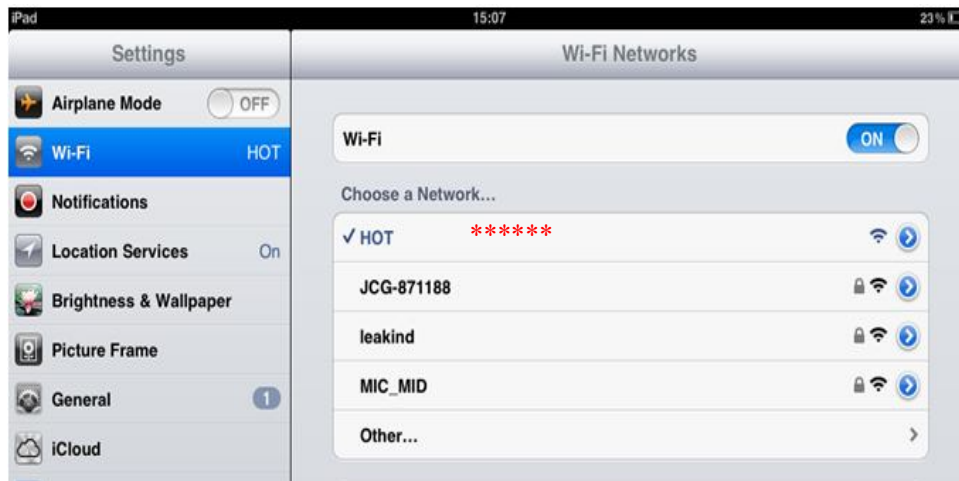 iPad 15:07 23%
Settings
Wi-Fi Networks
Airplane Mode OFF
Wi-Fi HOT
Notifications
Location Services On
Brightness & Wallpaper
Picture Frame
General 1
iCloud
Wi-Fi ON
Choose a Network...
✓ HOT ******
JCG-871188
leakind
MIC_MID
Other...